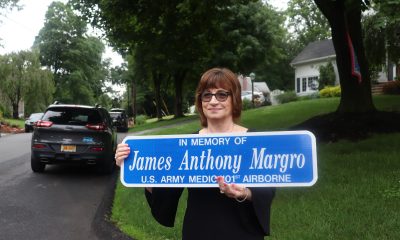 IN MEMORY OF
James Anthony Margro
U.S. ARMY MEDIC 101ST AIRBORNE